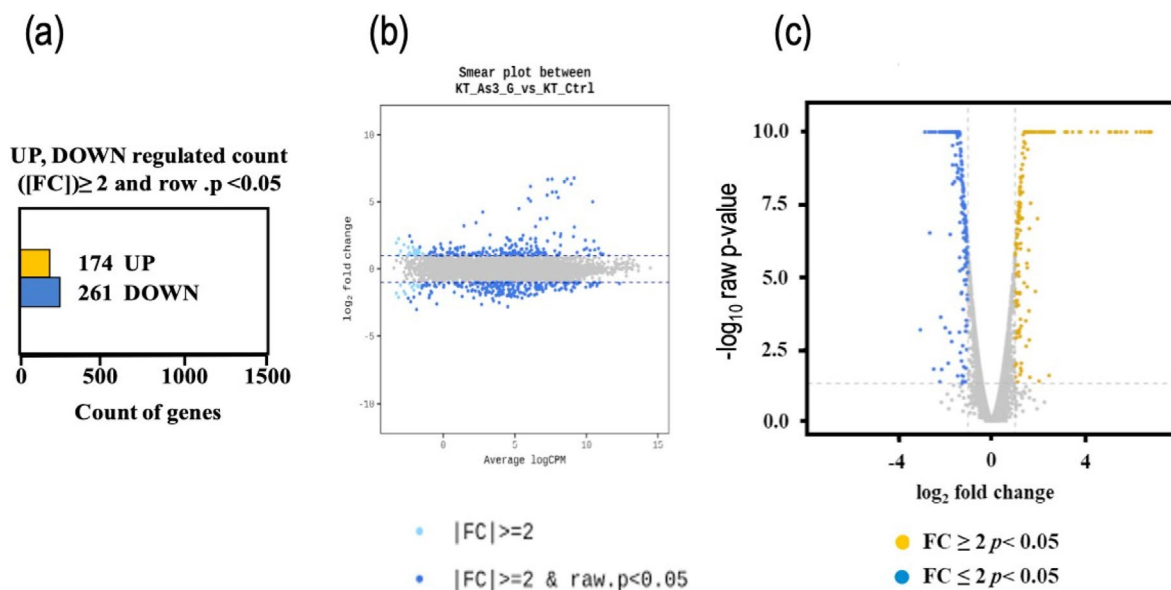 (a)
UP, DOWN regulated count
([FC])≥ 2 and row .p <0.05
174 UP
261 DOWN
0 500 1000 1500
Count of genes
(b)
Smear plot between
KT_As3_G_vs_KT_Ctrl
log2 fold change
10
5
0
-5
-10
0 5 10 15
Average logCPM
|FC|>=2
|FC|>=2 & raw.p<0.05
(c)
-log10 raw p-value
10.0
7.5
5.0
2.5
0.0
-4 0 4
log2 fold change
FC ≥ 2 p< 0.05
FC ≤ 2 p< 0.05